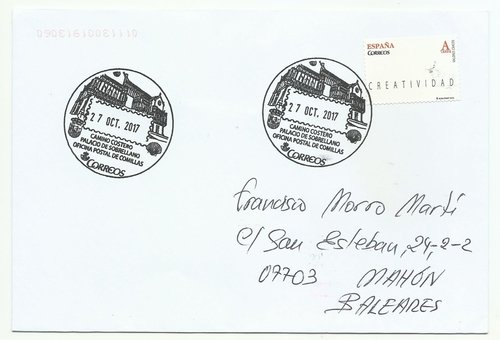 0111300191306O
ESPAÑA
CORREOS
A
CREATIVIDAD
27 OCT. 2017
CAMINO COSTERO
PALACIO DE SOBRELLANO
OFICINA POSTAL DE COMILLAS
CORREOS
27 OCT. 2017
CAMINO COSTERO
PALACIO DE SOBRELLANO
OFICINA POSTAL DE COMILLAS
CORREOS
Francisco Morro Martí
C/ San Esteban, 24-2-2
07703 MAHÓN
BALEARES